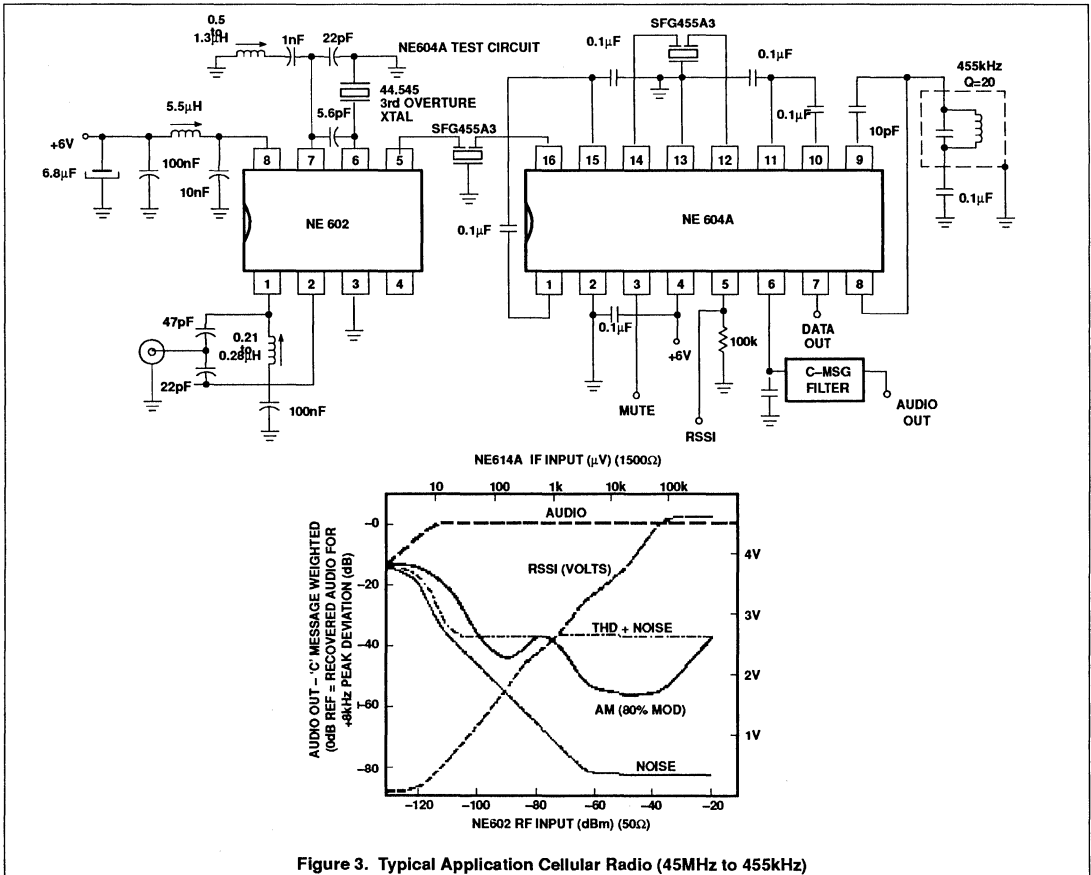 0.5
to
1.3µH
1nF
22pF
NE604A TEST CIRCUIT
44.545
3rd OVERTURE
XTAL
5.6pF
5.5µH
+6V
6.8µF
100nF
10nF
8
7
6
5
NE 602
1
2
3
4
47pF
0.21
to
0.28µH
22pF
100nF
SFG455A3
SFG455A3
0.1µF
0.1µF
0.1µF
0.1µF
10pF
455kHz
Q=20
0.1µF
16
15
14
13
12
11
10
9
NE 604A
1
2
3
4
5
6
7
8
0.1µF
+6V
100k
MUTE
RSSI
DATA
OUT
C–MSG
FILTER
AUDIO
OUT
NE614A IF INPUT (µV) (1500Ω)
10
100
1k
10k
100k
AUDIO OUT – 'C' MESSAGE WEIGHTED
(0dB REF = RECOVERED AUDIO FOR
+8kHz PEAK DEVIATION (dB)
–0
–20
–40
–60
–80
AUDIO
RSSI (VOLTS)
THD + NOISE
AM (80% MOD)
NOISE
4V
3V
2V
1V
–120
–100
–80
–60
–40
–20
NE602 RF INPUT (dBm) (50Ω)
Figure 3. Typical Application Cellular Radio (45MHz to 455kHz)